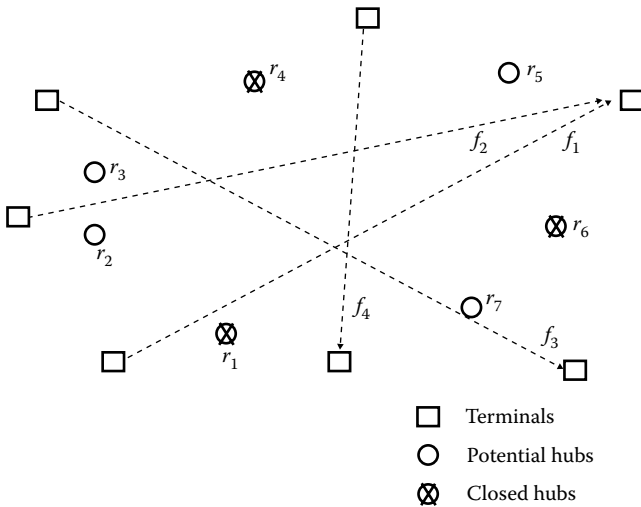 r4
r5
f2
f1
r3
r6
r2
r7
f4
f3
r1
Terminals
Potential hubs
Closed hubs